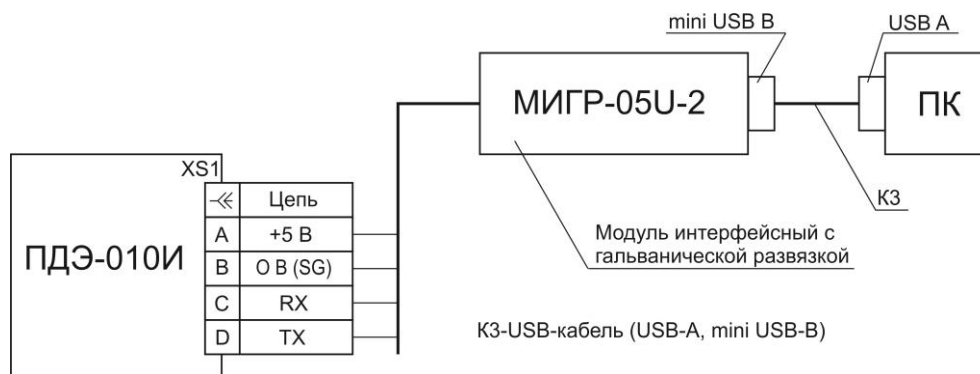 mini USB B
USB A
МИГР-05U-2
ПК
XS1
Цепь
К3
A
+5 В
ПДЭ-010И
B
О В (SG)
Модуль интерфейсный с
гальванической развязкой
C
RX
D
TX
К3-USB-кабель (USB-A, mini USB-B)